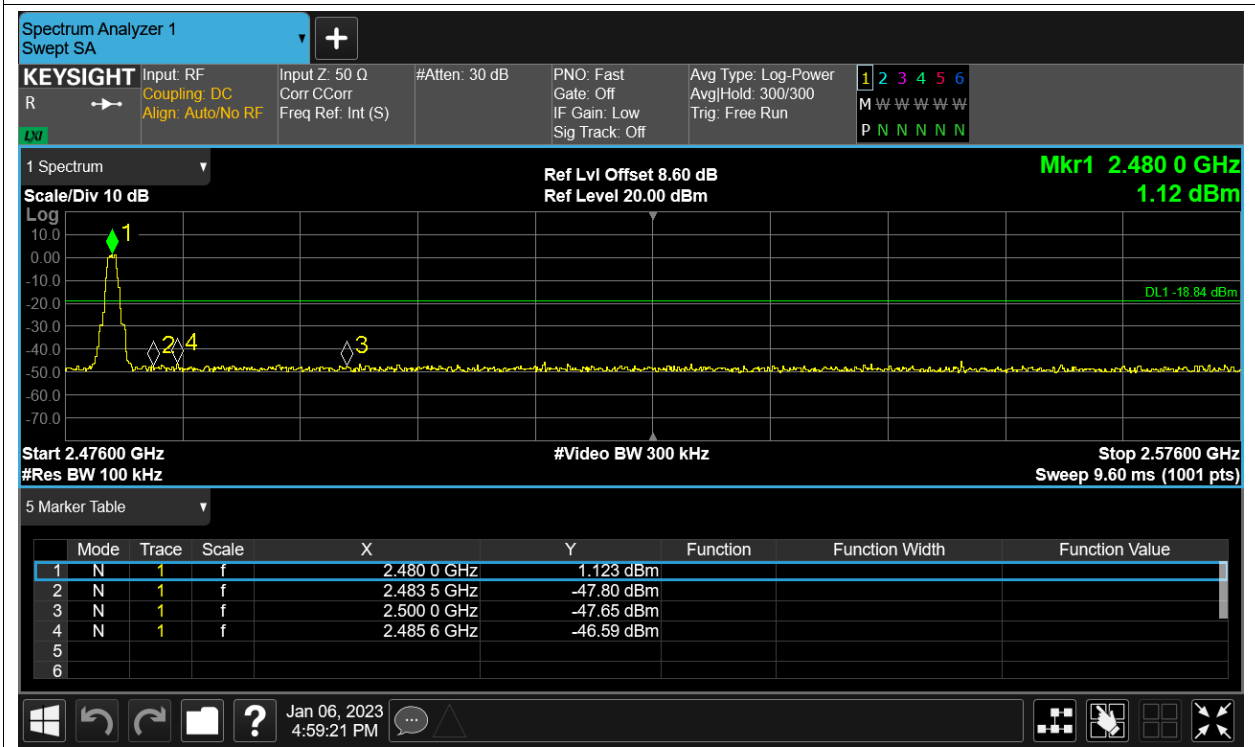 Spectrum Analyzer 1
Swept SA
KEYSIGHT
R
LXI
Input: RF
Coupling: DC
Align: Auto/No RF
Input Z: 50 Ω
Corr CCorr
Freq Ref: Int (S)
#Atten: 30 dB
PNO: Fast
Gate: Off
IF Gain: Low
Sig Track: Off
Avg Type: Log-Power
Avg|Hold: 300/300
Trig: Free Run
1 2 3 4 5 6
M W W W W W
P N N N N N
1 Spectrum
Scale/Div 10 dB
Ref Lvl Offset 8.60 dB
Ref Level 20.00 dBm
Mkr1 2.480 0 GHz
1.12 dBm
Log
10.0
0.00
-10.0
-20.0
-30.0
-40.0
-50.0
-60.0
-70.0
1
2
4
3
DL1 -18.84 dBm
Start 2.47600 GHz
#Video BW 300 kHz
Stop 2.57600 GHz
#Res BW 100 kHz
Sweep 9.60 ms (1001 pts)
5 Marker Table
Mode Trace Scale X Y Function Function Width Function Value
1 N 1 f 2.480 0 GHz 1.123 dBm
2 N 1 f 2.483 5 GHz -47.80 dBm
3 N 1 f 2.500 0 GHz -47.65 dBm
4 N 1 f 2.485 6 GHz -46.59 dBm
5
6
?
Jan 06, 2023
4:59:21 PM